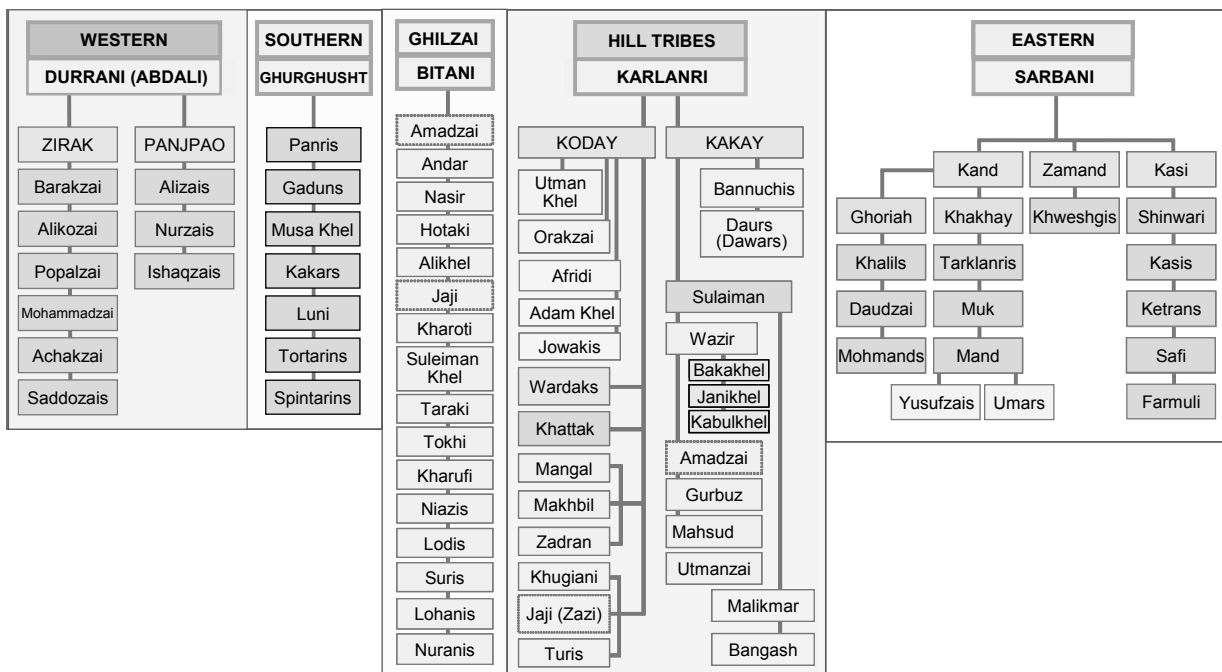 WESTERN
DURRANI (ABDALI)
ZIRAK
Barakzai
Alikozai
Popalzai
Mohammadzai
Achakzai
Saddozais
PANJPAO
Alizais
Nurzais
Ishaqzais
SOUTHERN
GHURGHUSHT
Panris
Gaduns
Musa Khel
Kakars
Luni
Tortarins
Spintarins
GHILZAI
BITANI
Amadzai
Andar
Nasir
Hotaki
Alikhel
Jaji
Kharoti
Suleiman
Khel
Taraki
Tokhi
Kharufi
Niazis
Lodis
Suris
Lohanis
Nuranis
HILL TRIBES
KARLANRI
KODAY
Utman
Khel
Orakzai
Afridi
Adam Khel
Jowakis
Wardaks
Khattak
Mangal
Makhbil
Zadran
Khugiani
Jaji (Zazi)
Turis
KAKAY
Bannuchis
Daurs
(Dawars)
Sulaiman
Wazir
Bakakhel
Janikhel
Kabulkhel
Amadzai
Gurbuz
Mahsud
Utmanzai
Malikmar
Bangash
EASTERN
SARBANI
Kand
Ghoriah
Khalils
Daudzai
Mohmands
Khakhay
Tarklanris
Muk
Mand
Yusufzais
Umars
Zamand
Khweshgis
Kasi
Shinwari
Kasis
Ketrans
Safi
Farmuli